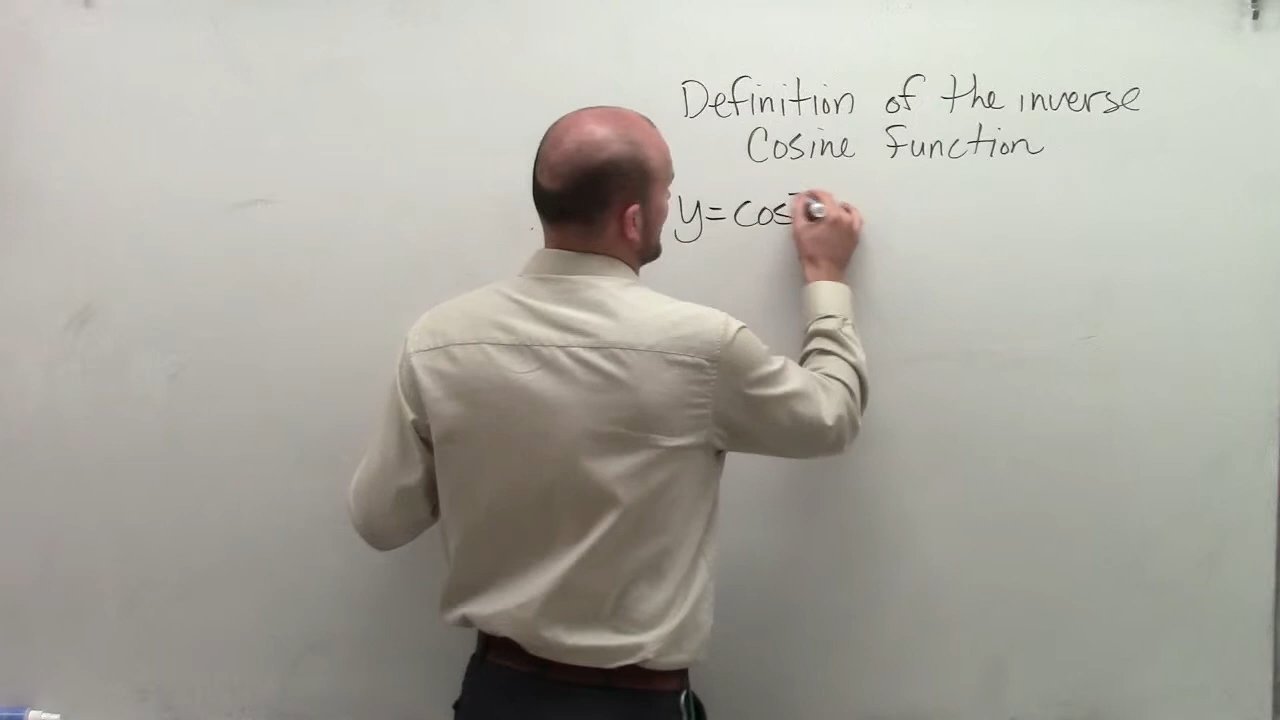 Definition of the inverse
Cosine function
y=cos⁻